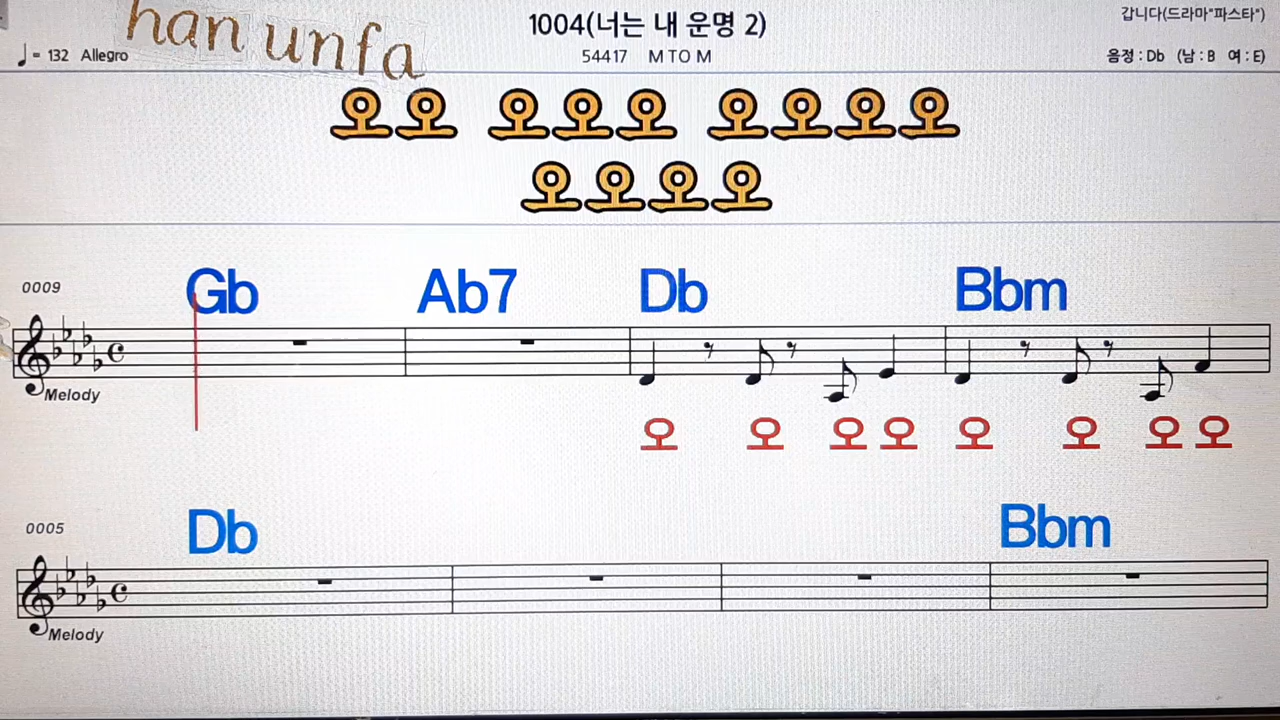 han unfa
1004(너는 내 운명 2)
갑니다(드라마"파스타")
♩= 132 Allegro
54417 M TO M
음정 : Db (남 : B 여 : E)
오오 오오오 오오오오
오오오오
0009
Gb Ab7 Db Bbm
Melody
오 오 오 오 오 오 오 오
0005
Db Bbm
Melody